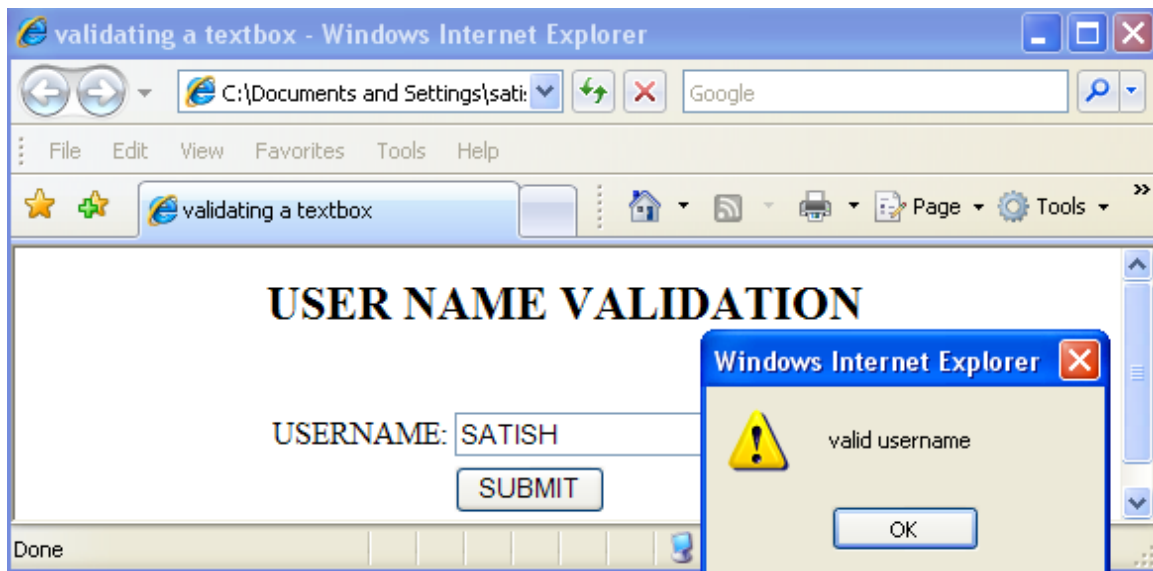 validating a textbox - Windows Internet Explorer
C:\Documents and Settings\satis
Google
File Edit View Favorites Tools Help
validating a textbox
Page Tools »
USER NAME VALIDATION
Windows Internet Explorer
USERNAME: SATISH
valid username
SUBMIT
OK
Done